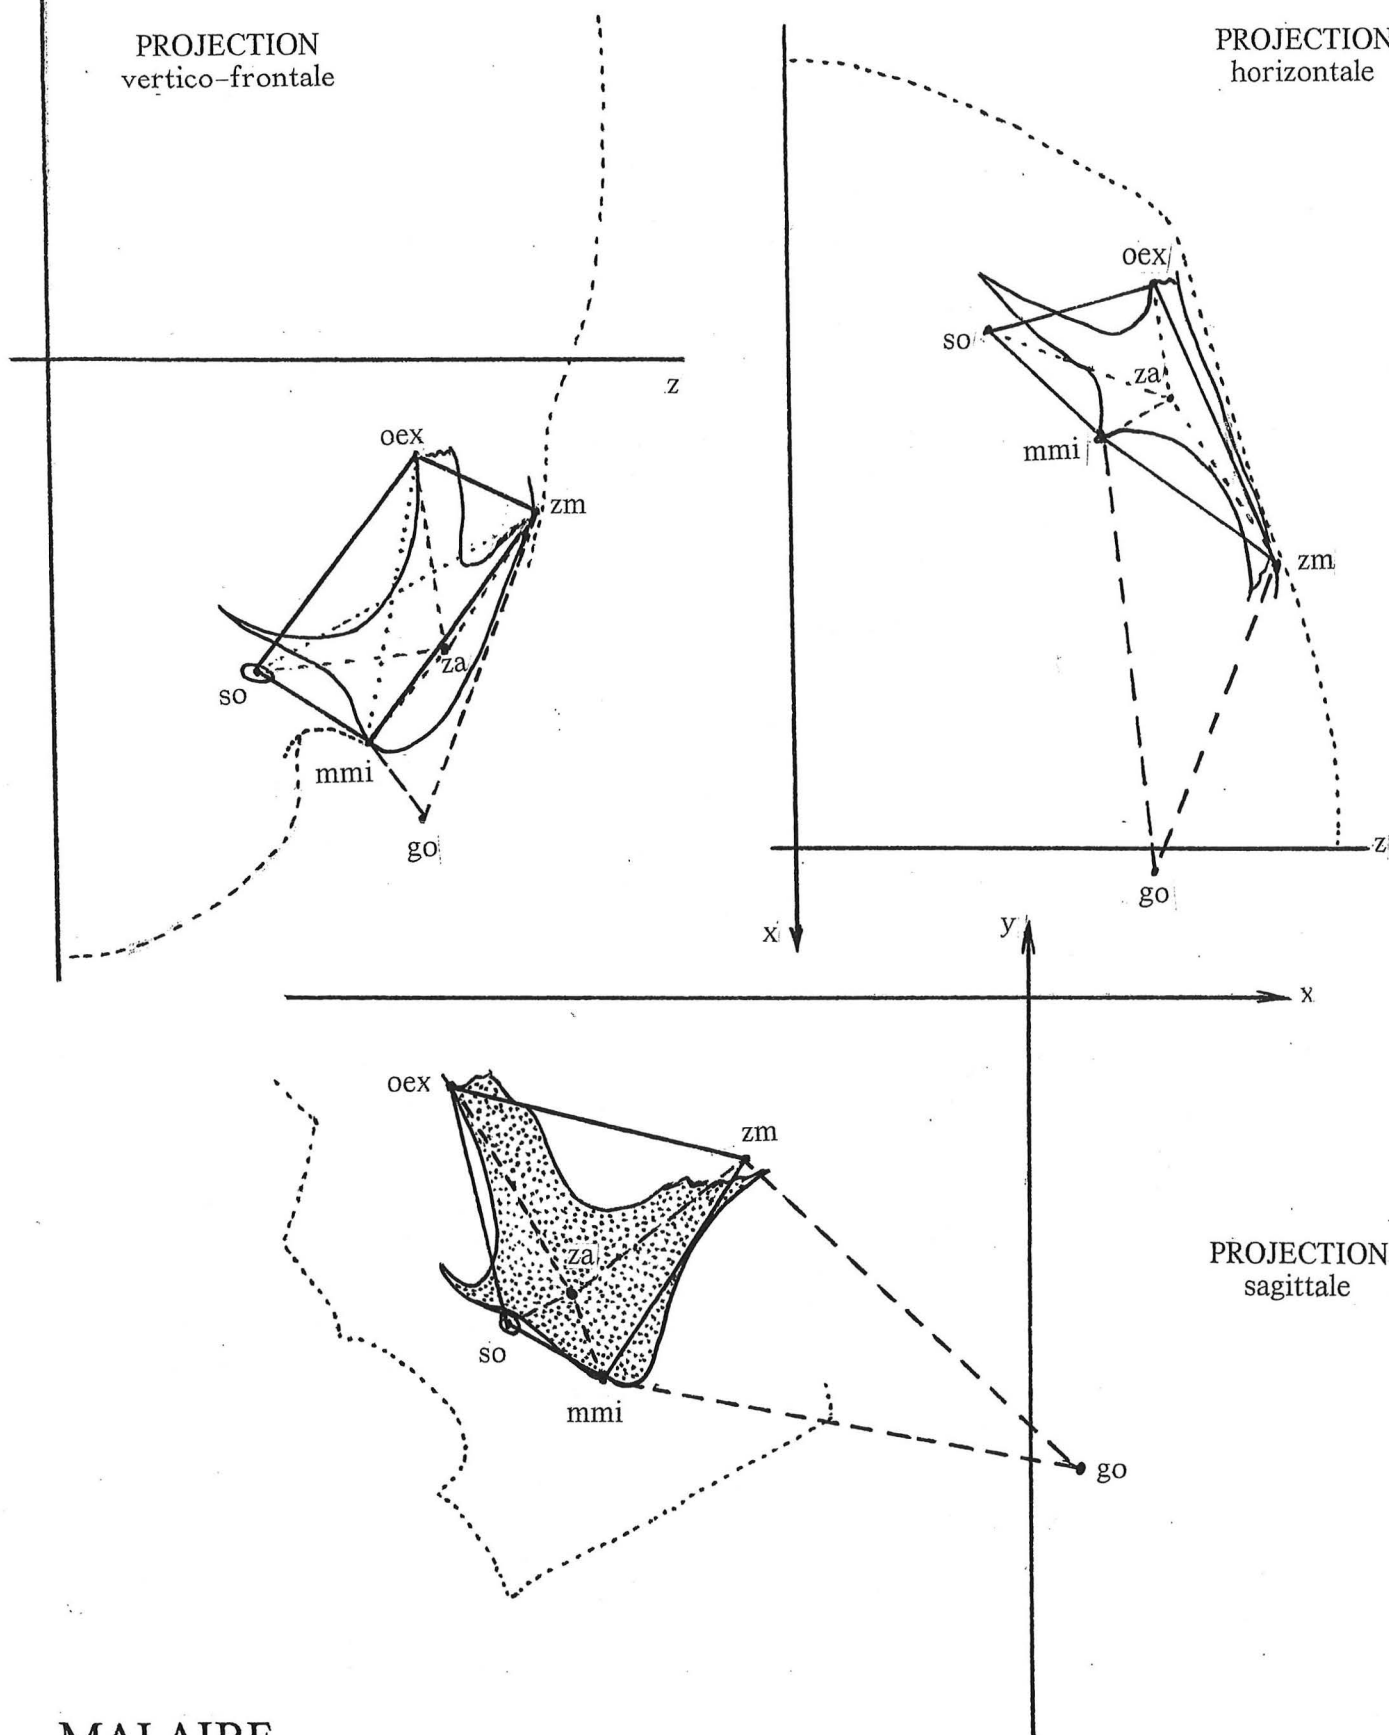 PROJECTION
vertico-frontale
z
oex
zm
za
so
mmi
go
PROJECTION
horizontale
oex
so
za
mmi
zm
z
go
x
y
x
oex
zm
za
so
mmi
go
PROJECTION
sagittale
MALAIRE